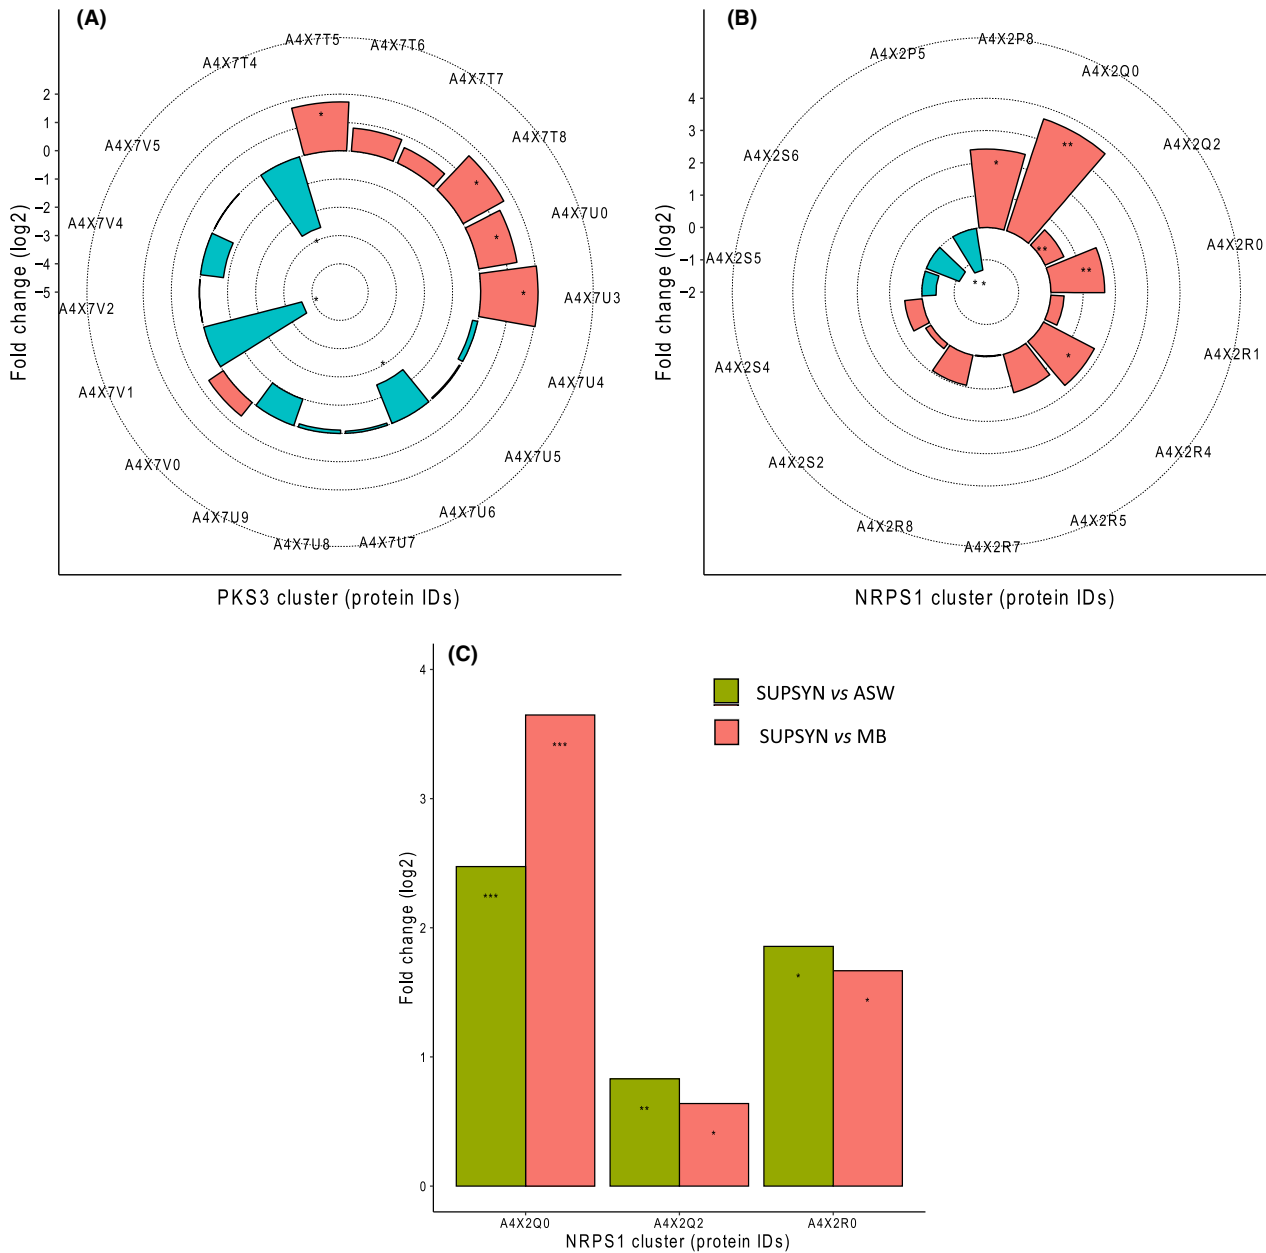 (A)
A4X7T5
A4X7T6
A4X7T4
A4X7T7
A4X7T8
A4X7V5
A4X7U0
A4X7V4
A4X7U3
A4X7V2
A4X7U4
A4X7V1
A4X7U5
A4X7V0
A4X7U6
A4X7U9
A4X7U7
A4X7U8
2
1
0
−1
−2
−3
−4
−5
Fold change (log2)
*
*
*
*
*
*
*
PKS3 cluster (protein IDs)
(B)
A4X2P8
A4X2P5
A4X2Q0
A4X2Q2
A4X2S6
A4X2R0
A4X2S5
A4X2R1
A4X2S4
A4X2R4
A4X2S2
A4X2R5
A4X2R8
A4X2R7
4
3
2
1
0
−1
−2
Fold change (log2)
*
**
**
**
*
*
*
NRPS1 cluster (protein IDs)
(C)
SUPSYN vs ASW
SUPSYN vs MB
4
3
2
1
0
Fold change (log2)
***
***
**
*
*
*
A4X2Q0
A4X2Q2
A4X2R0
NRPS1 cluster (protein IDs)